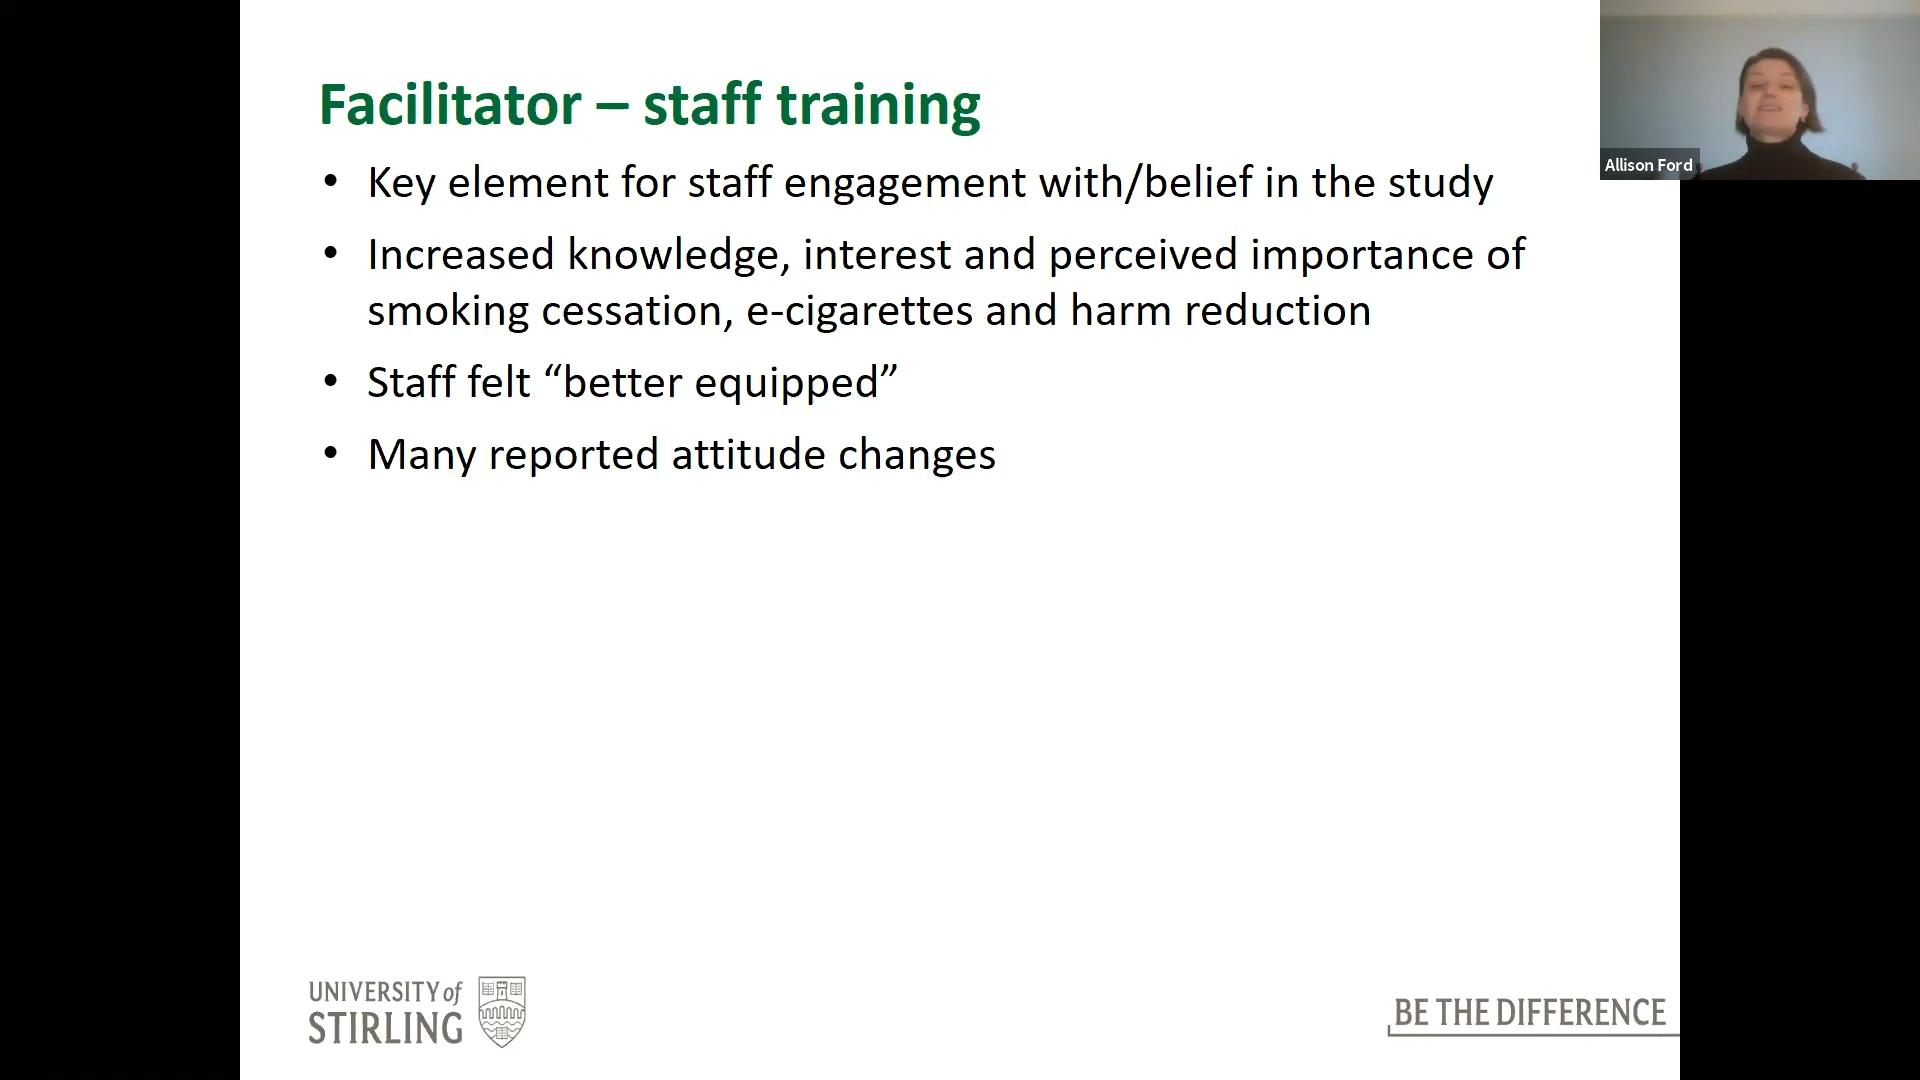 Facilitator – staff training
• Key element for staff engagement with/belief in the study
• Increased knowledge, interest and perceived importance of
smoking cessation, e-cigarettes and harm reduction
• Staff felt “better equipped”
• Many reported attitude changes
Allison Ford
UNIVERSITY of
STIRLING
BE THE DIFFERENCE